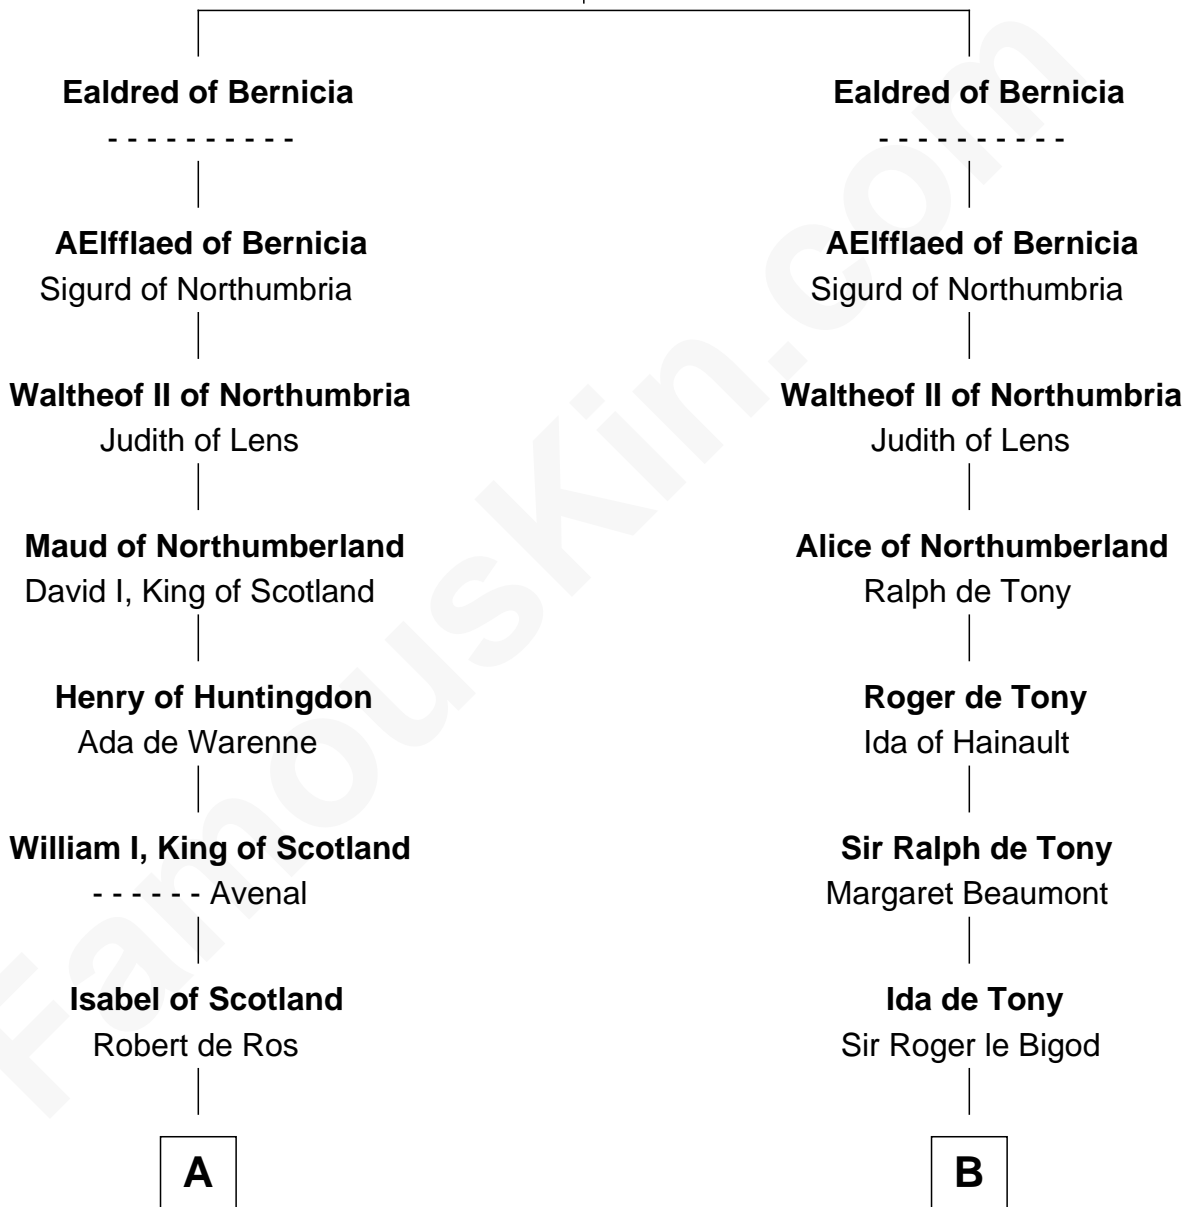 Ealdred of Bernicia
- - - - - - - - - -
AElfflaed of Bernicia
Sigurd of Northumbria
Waltheof II of Northumbria
Judith of Lens
Maud of Northumberland
David I, King of Scotland
Henry of Huntingdon
Ada de Warenne
William I, King of Scotland
- - - - - - Avenal
Isabel of Scotland
Robert de Ros
A
Ealdred of Bernicia
- - - - - - - - - -
AElfflaed of Bernicia
Sigurd of Northumbria
Waltheof II of Northumbria
Judith of Lens
Alice of Northumberland
Ralph de Tony
Roger de Tony
Ida of Hainault
Sir Ralph de Tony
Margaret Beaumont
Ida de Tony
Sir Roger le Bigod
B
FamousKin.com